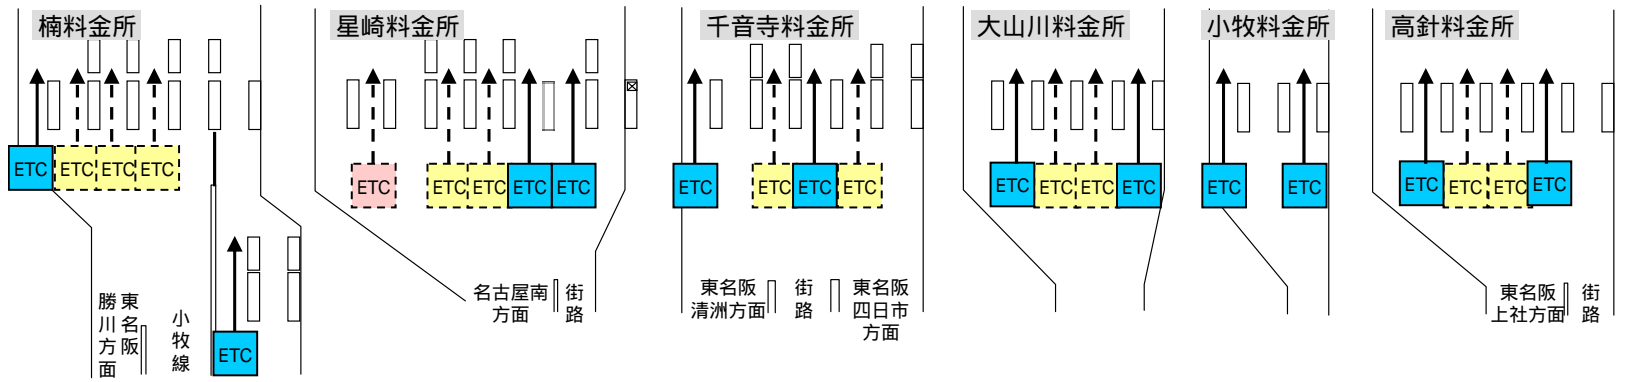 楠料金所
ETC
ETC
ETC
ETC
東名阪
勝川方面
小牧線
ETC
星崎料金所
ETC
ETC
ETC
ETC
ETC
名古屋南
方面
街
路
千音寺料金所
ETC
ETC
ETC
ETC
東名阪
清洲方面
街
路
東名阪
四日市
方面
大山川料金所
ETC
ETC
ETC
ETC
小牧料金所
ETC
ETC
高針料金所
ETC
ETC
ETC
ETC
東名阪
上社方面
街
路